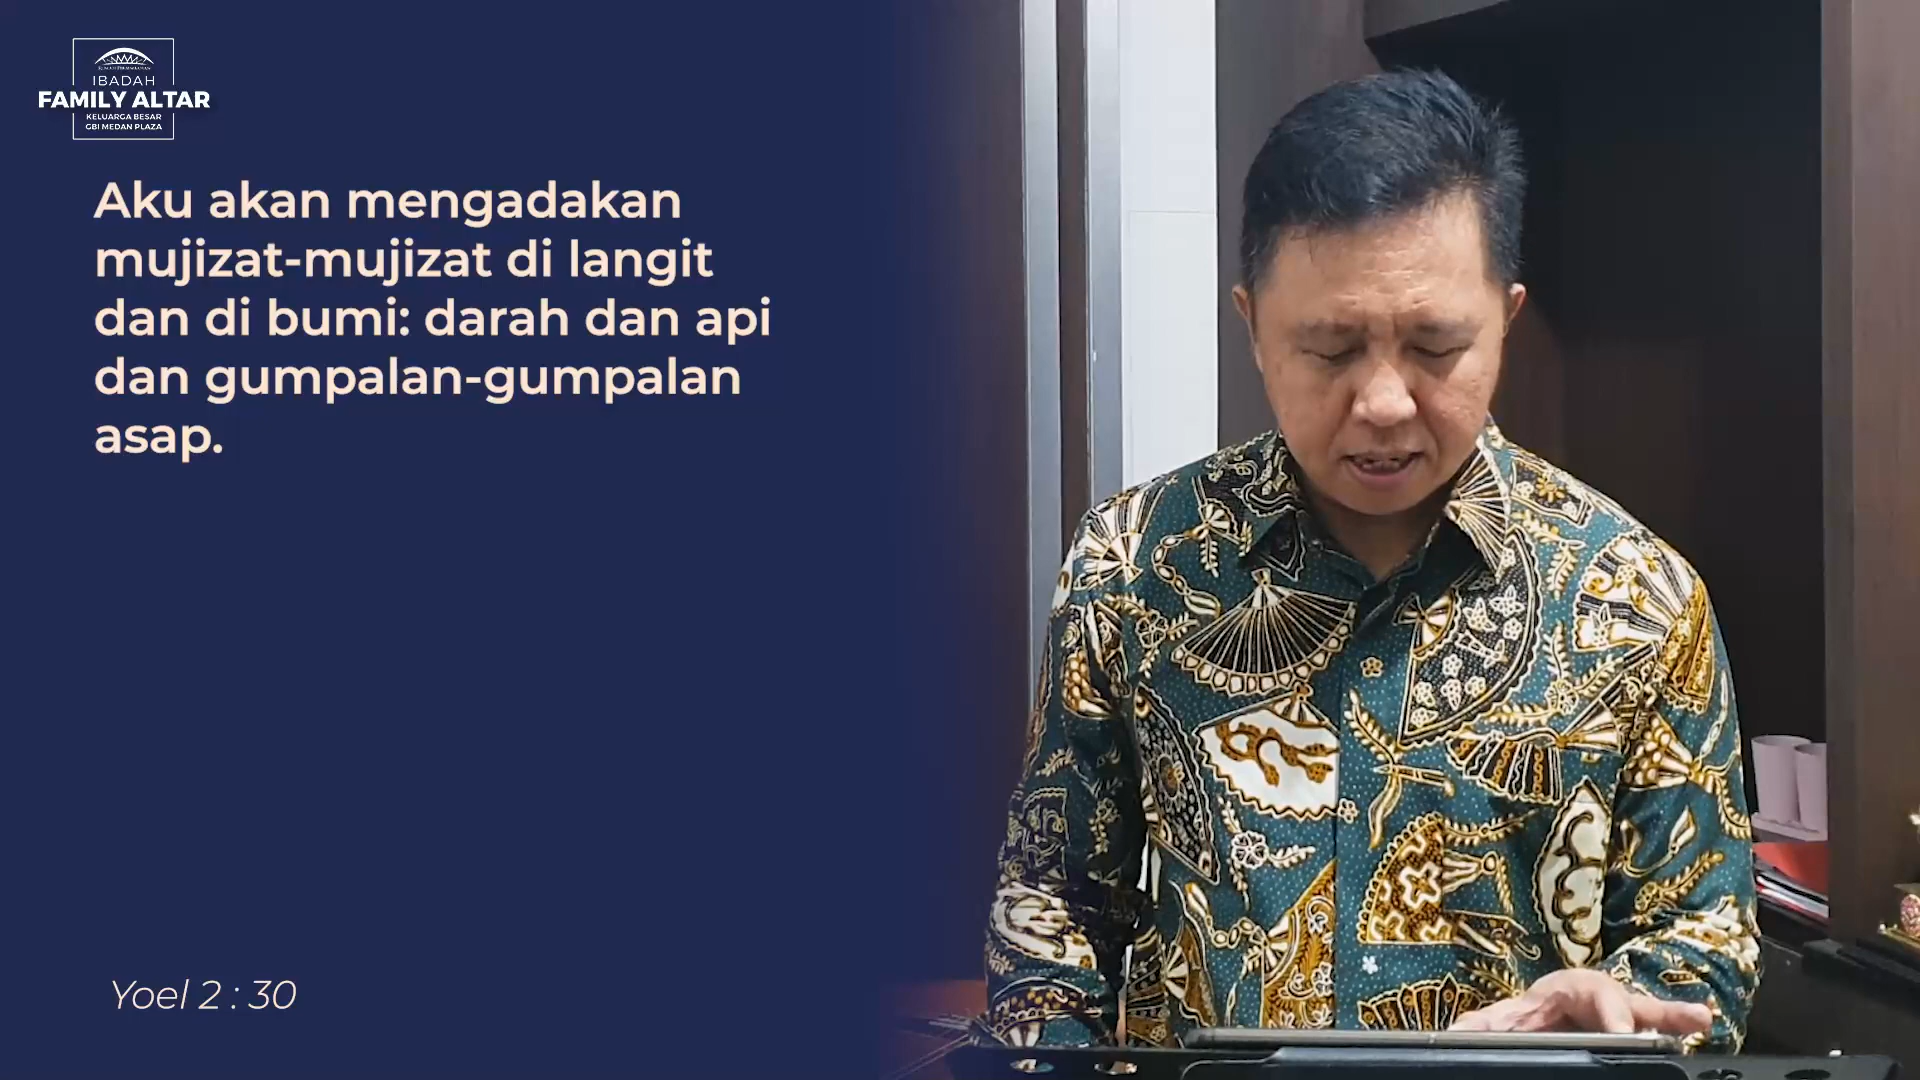 IBADAH
FAMILY ALTAR
KELUARGA BESAR
GBI MEDAN PLAZA
Aku akan mengadakan
mujizat-mujizat di langit
dan di bumi: darah dan api
dan gumpalan-gumpalan
asap.
Yoel 2 : 30